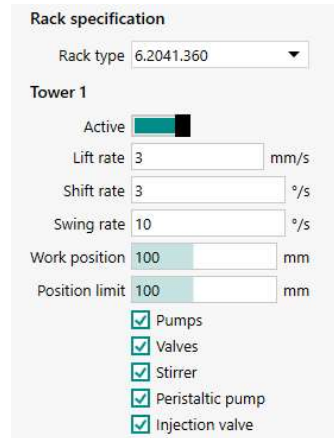 Rack specification
Rack type 6.2041.360
Tower 1
Active
Lift rate 3 mm/s
Shift rate 3 °/s
Swing rate 10 °/s
Work position 100 mm
Position limit 100 mm
Pumps
Valves
Stirrer
Peristaltic pump
Injection valve